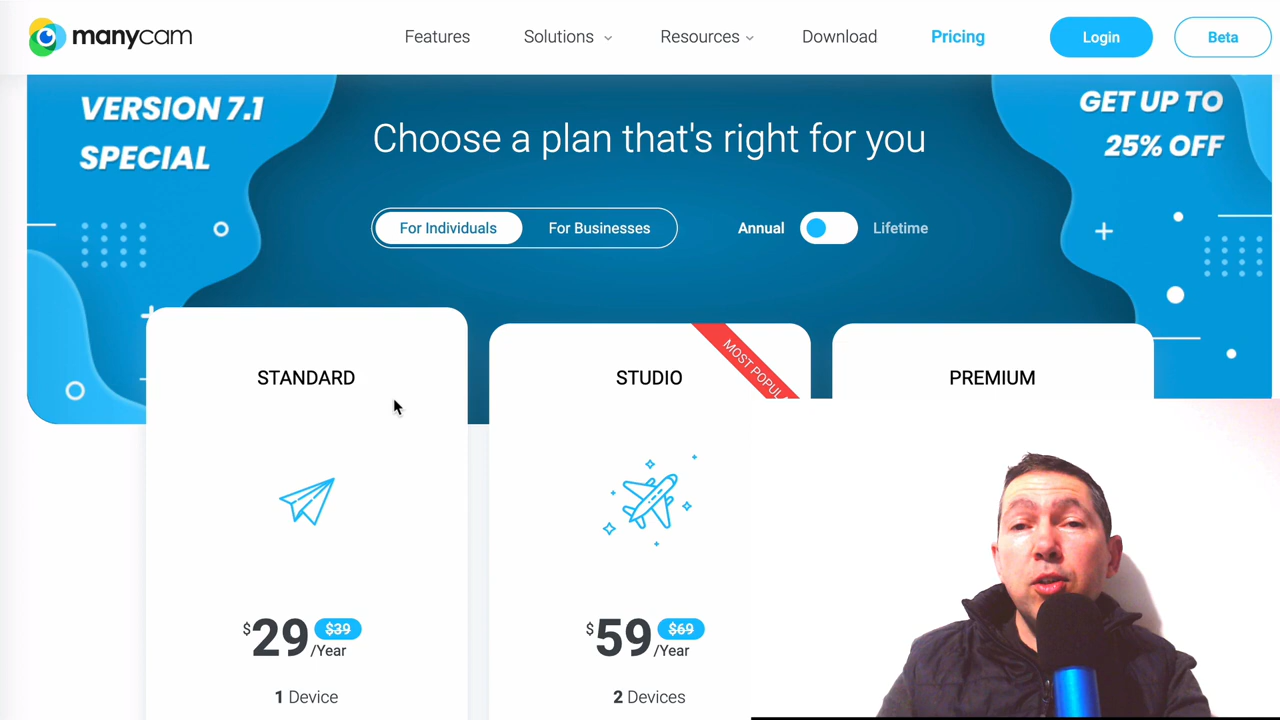 manycam
Features
Solutions
Resources
Download
Pricing
Login
Beta
VERSION 7.1
SPECIAL
Choose a plan that's right for you
GET UP TO
25% OFF
For Individuals
For Businesses
Annual
Lifetime
STANDARD
STUDIO
MOST POPUL
PREMIUM
$29 $39
/Year
$59 $69
/Year
1 Device
2 Devices